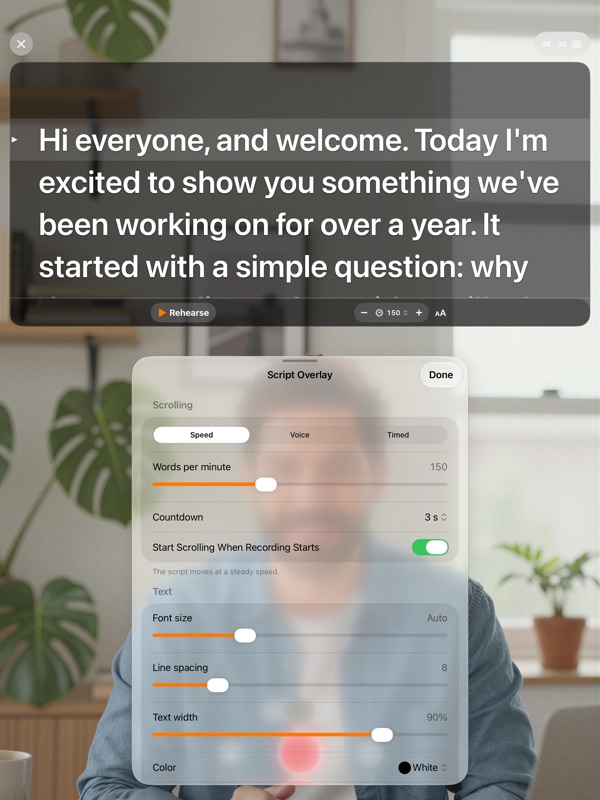 4K · 30
Hi everyone, and welcome. Today I'm
excited to show you something we've
been working on for over a year. It
started with a simple question: why
Rehearse
150
AA
Script Overlay
Done
Scrolling
Speed
Voice
Timed
Words per minute
150
Countdown
3 s
Start Scrolling When Recording Starts
The script moves at a steady speed.
Text
Font size
Auto
Line spacing
8
Text width
90%
Color
White